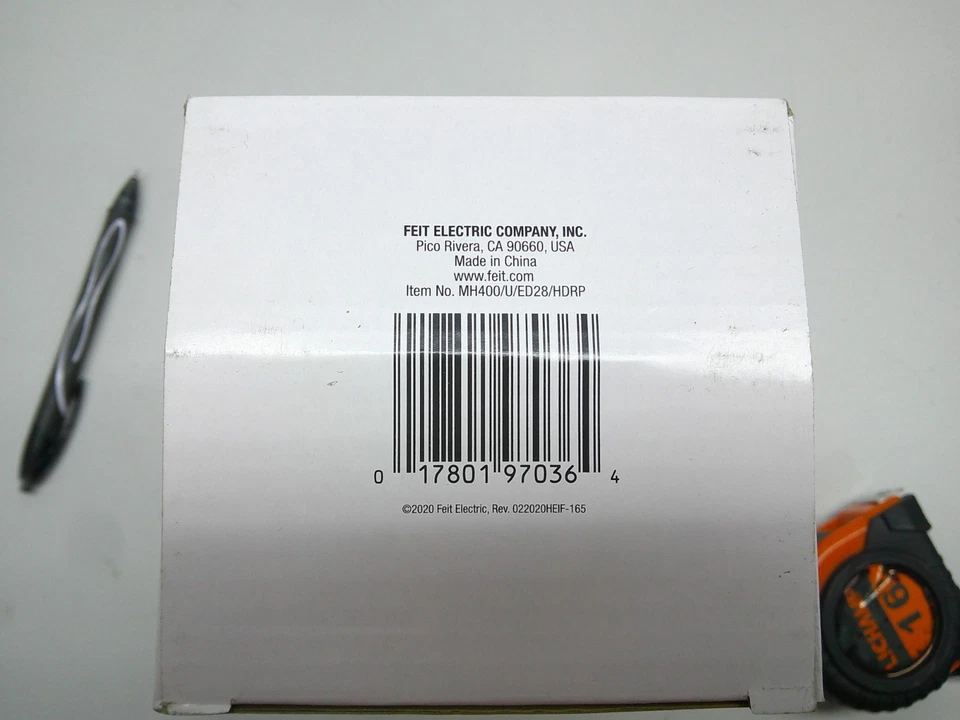 FEIT ELECTRIC COMPANY, INC.
Pico Rivera, CA 90660, USA
Made in China
www.feit.com
Item No. MH400/U/ED28/HDRP
0 17801 97036 4
©2020 Feit Electric, Rev. 022020HEIF-165
16